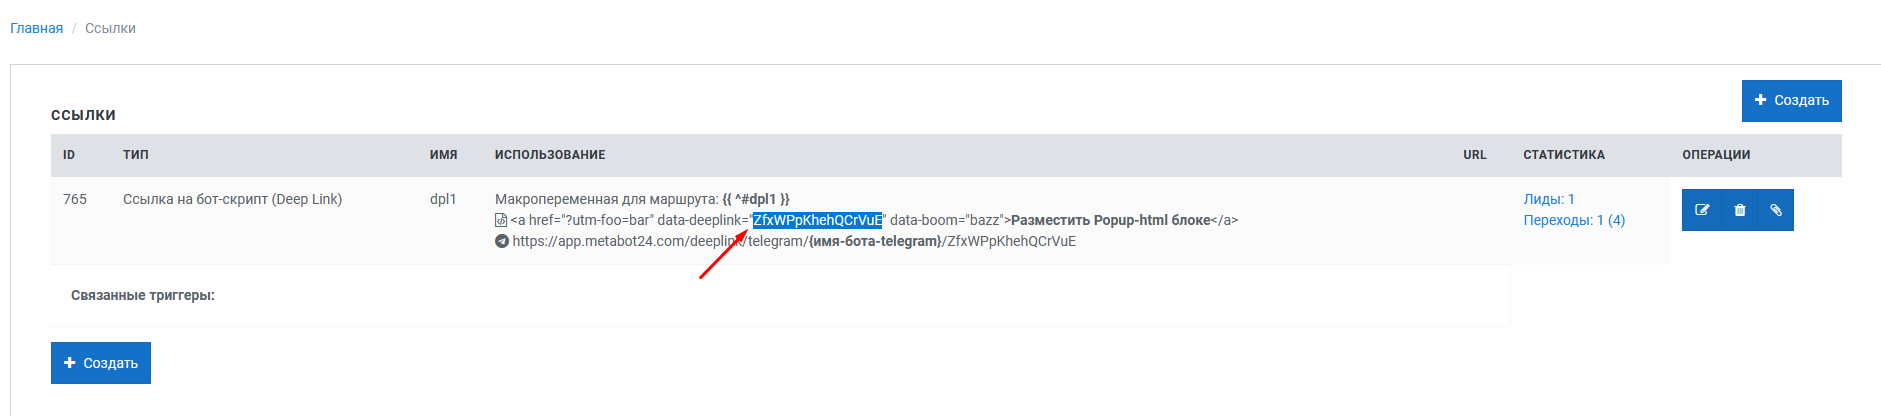 Главная / Ссылки
Создать
ССЫЛКИ
ID ТИП ИМЯ ИСПОЛЬЗОВАНИЕ URL СТАТИСТИКА ОПЕРАЦИИ
765 Ссылка на бот-скрипт (Deep Link) dpl1 Макропеременная для маршрута: {{ ^#dpl1 }} Лиды: 1
<a href="?utm-foo=bar" data-deeplink="ZfxWPpKhehQCrVuE" data-boom="bazz">Разместить Popup-html блоке</a> Переходы: 1 (4)
https://app.metabot24.com/deeplink/telegram/{имя-бота-telegram}/ZfxWPpKhehQCrVuE
Связанные триггеры:
Создать